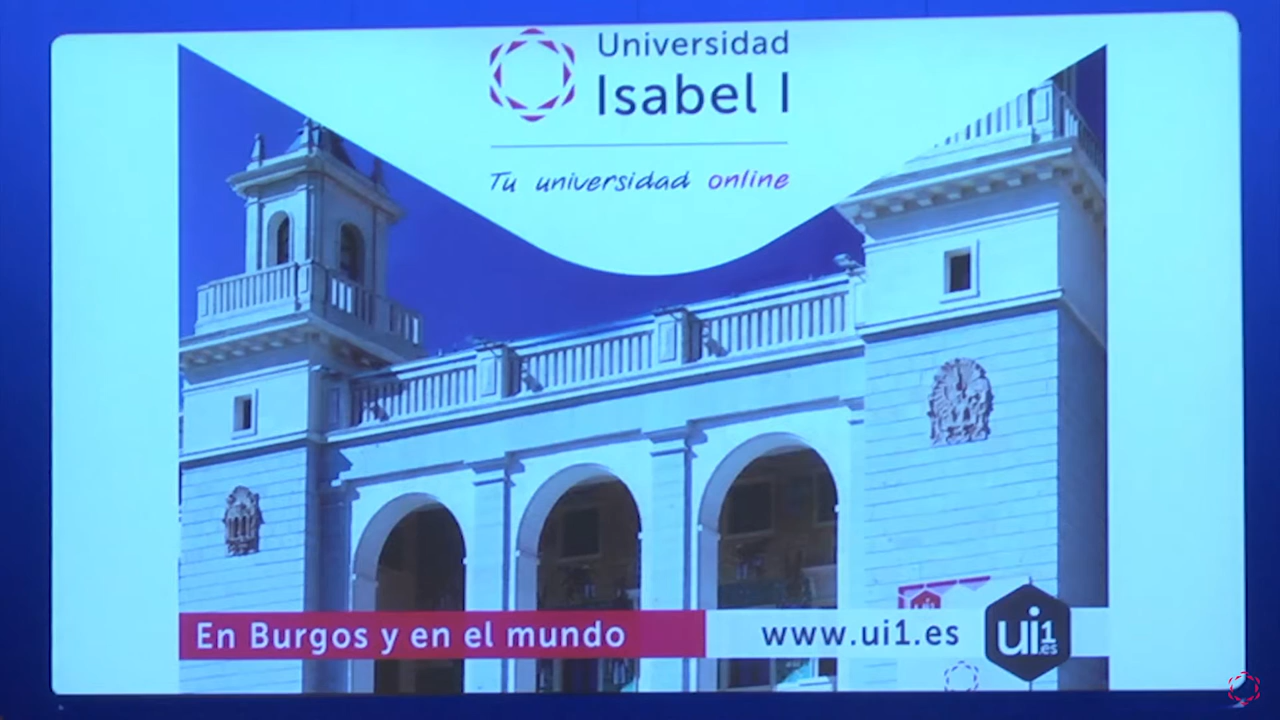 Universidad
Isabel I
Tu universidad online
En Burgos y en el mundo
www.ui1.es
ui1
.es